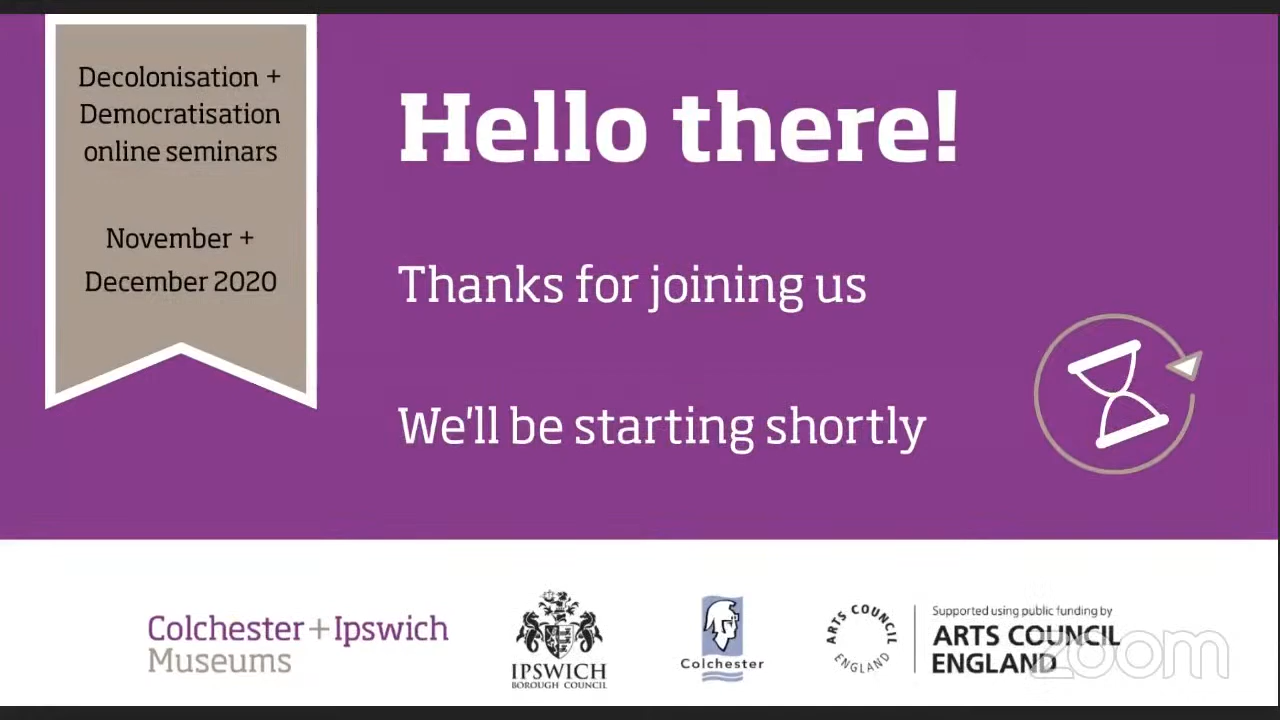 Decolonisation +
Democratisation
online seminars
November +
December 2020
Hello there!
Thanks for joining us
We'll be starting shortly
Colchester+Ipswich
Museums
IPSWICH
BOROUGH COUNCIL
Colchester
ARTS COUNCIL
ENGLAND
Supported using public funding by
ARTS COUNCIL
ENGLAND
zoom